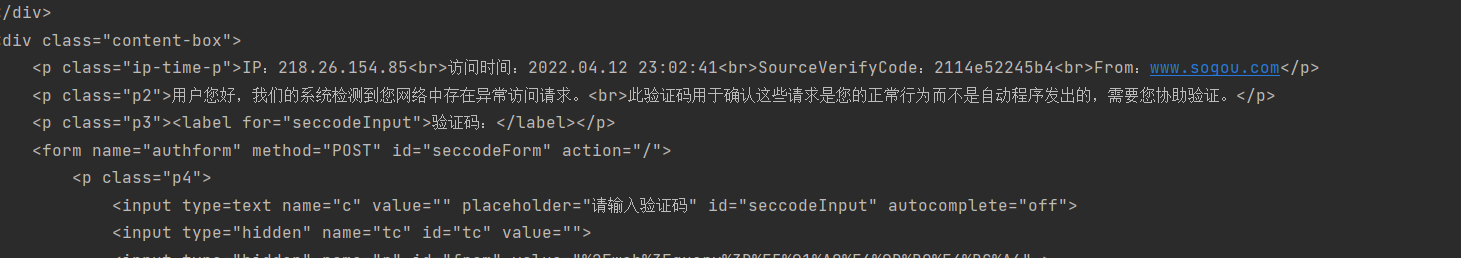 </div>
<div class="content-box">
<p class="ip-time-p">IP：218.26.154.85<br>访问时间：2022.04.12 23:02:41<br>SourceVerifyCode：2114e52245b4<br>From：www.sogou.com</p>
<p class="p2">用户您好，我们的系统检测到您网络中存在异常访问请求。<br>此验证码用于确认这些请求是您的正常行为而不是自动程序发出的，需要您协助验证。</p>
<p class="p3"><label for="seccodeInput">验证码：</label></p>
<form name="authform" method="POST" id="seccodeForm" action="/">
<p class="p4">
<input type=text name="c" value="" placeholder="请输入验证码" id="seccodeInput" autocomplete="off">
<input type="hidden" name="tc" id="tc" value="">